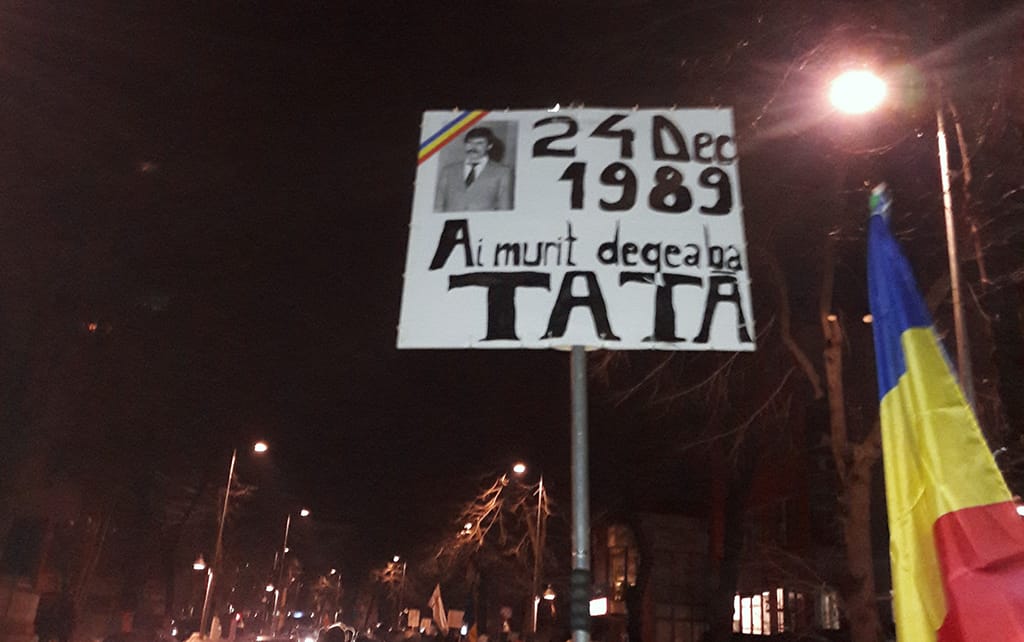 24 Dec
1989
Ai murit degeaba
TATĂ